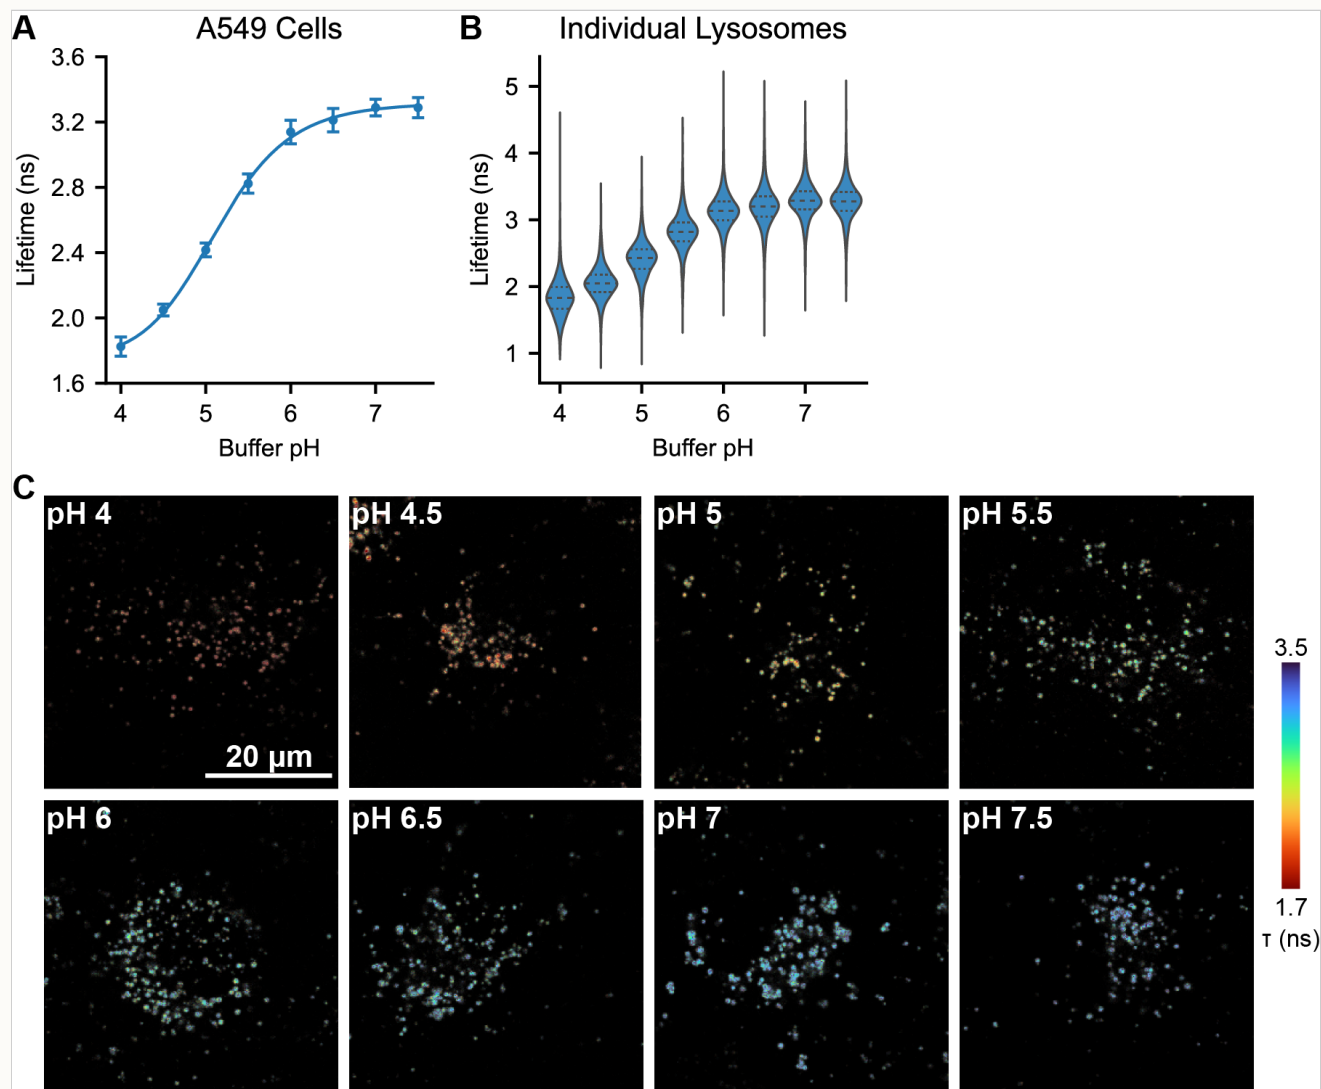 A
A549 Cells
3.6
3.2
2.8
2.4
2.0
1.6
Lifetime (ns)
4
5
6
7
Buffer pH
B
Individual Lysosomes
5
4
3
2
1
Lifetime (ns)
4
5
6
7
Buffer pH
C
pH 4
20 µm
pH 4.5
pH 5
pH 5.5
pH 6
pH 6.5
pH 7
pH 7.5
3.5
1.7
τ (ns)